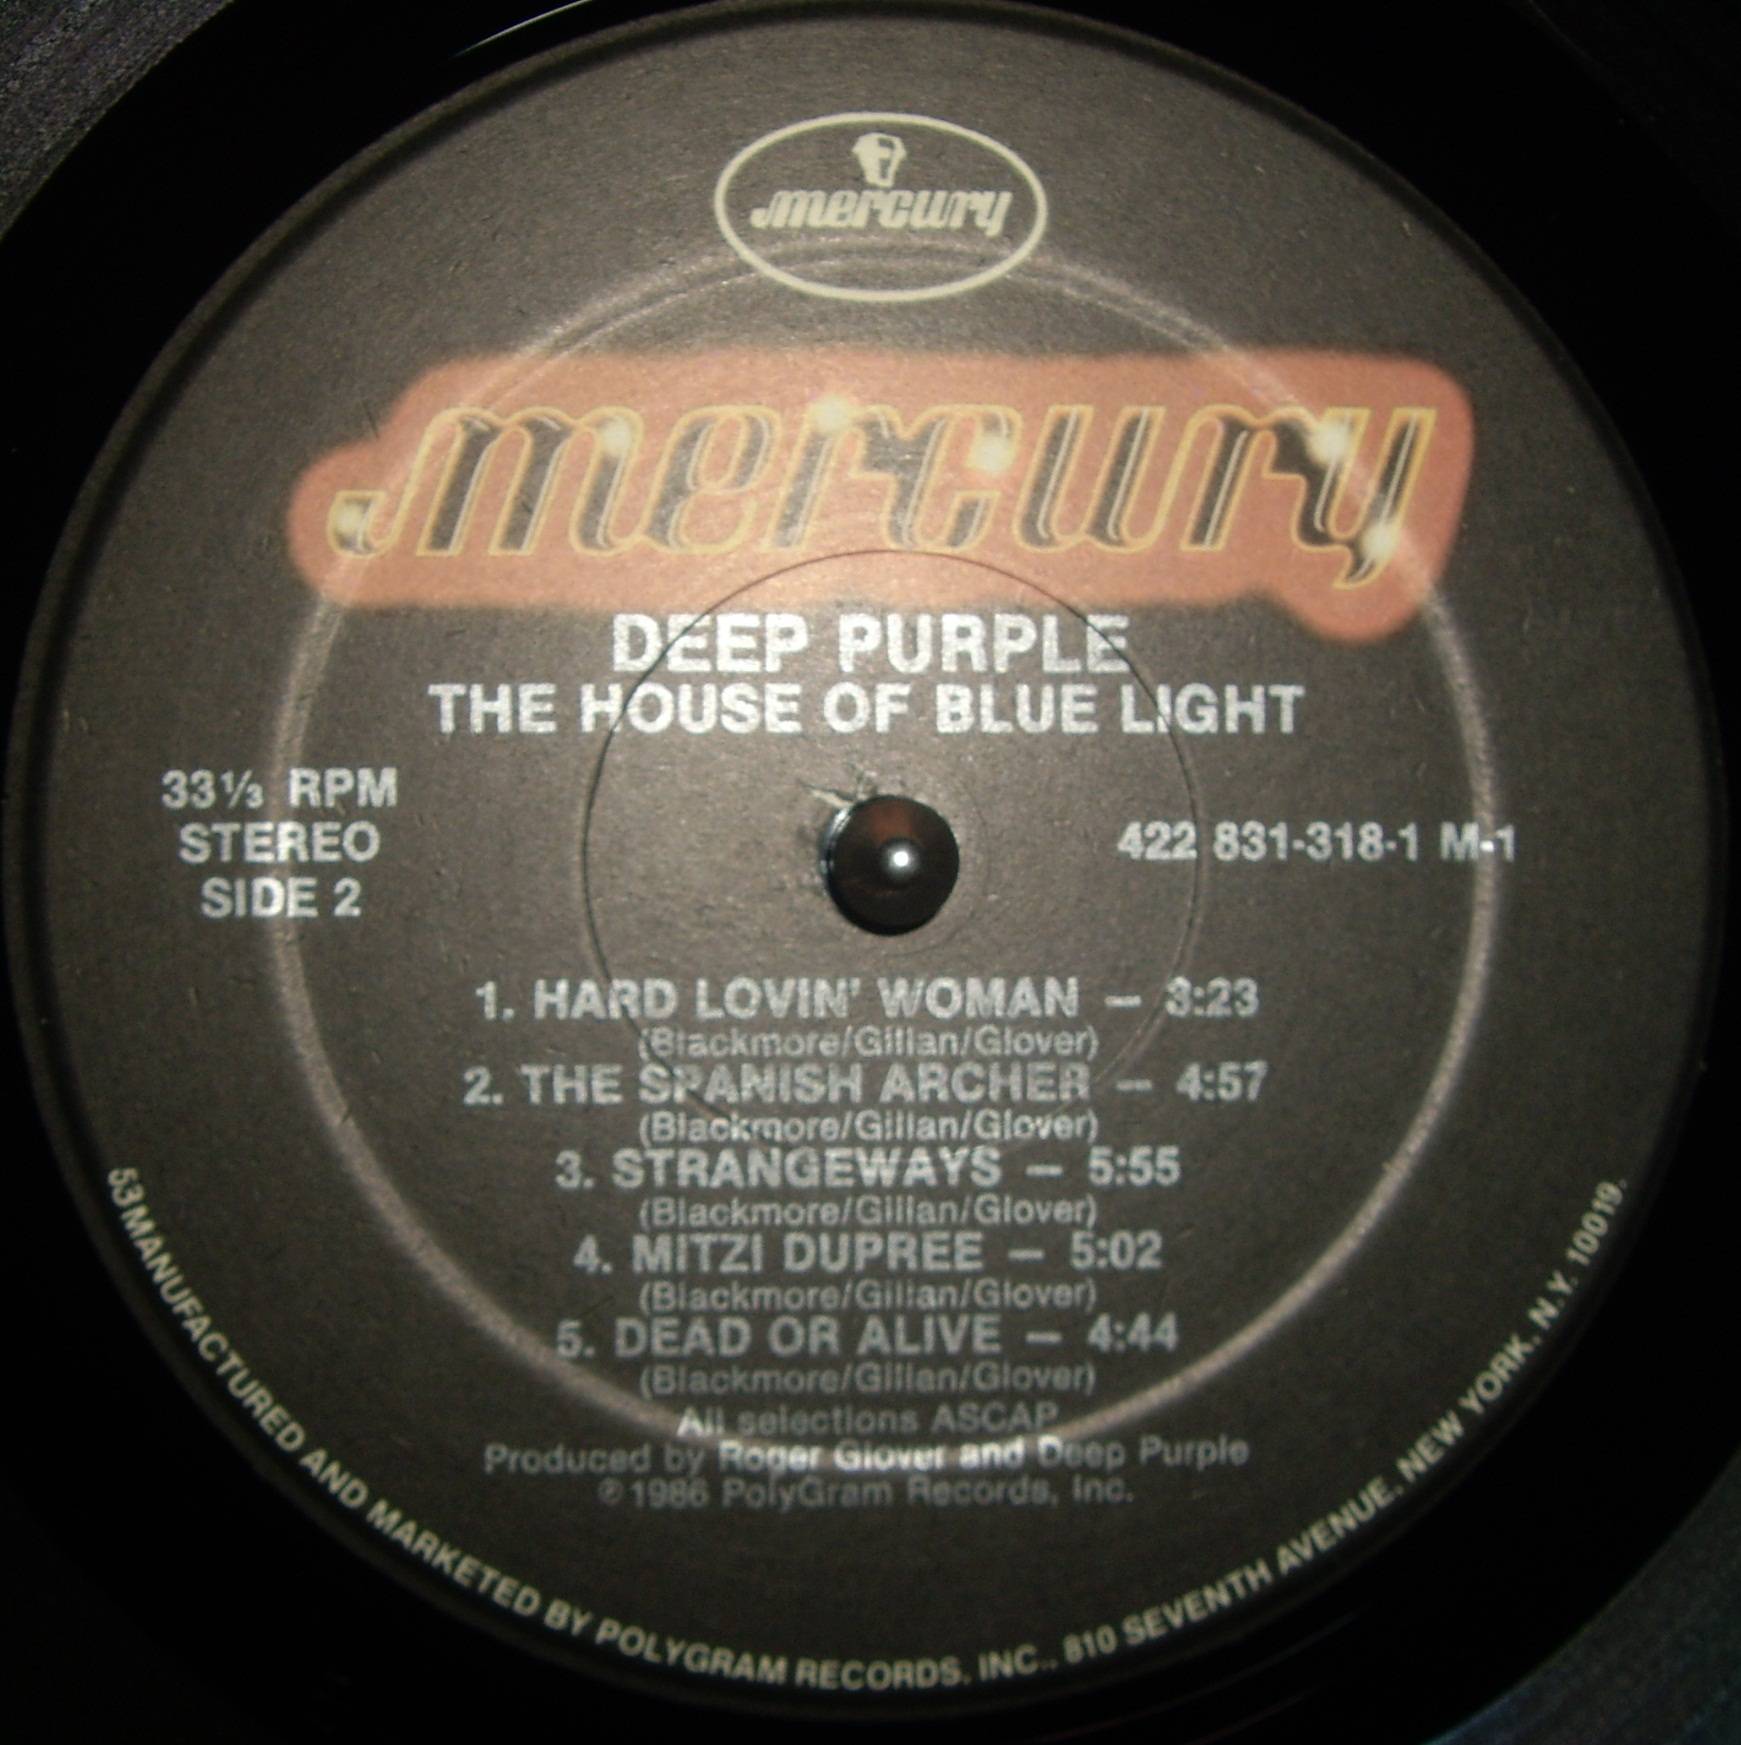 mercury
mercury
DEEP PURPLE
THE HOUSE OF BLUE LIGHT
33⅓ RPM
STEREO
SIDE 2
422 831-318-1 M-1
1. HARD LOVIN' WOMAN — 3:23
(Blackmore/Gillan/Glover)
2. THE SPANISH ARCHER — 4:57
(Blackmore/Gillan/Glover)
3. STRANGEWAYS — 5:55
(Blackmore/Gillan/Glover)
4. MITZI DUPREE — 5:02
(Blackmore/Gillan/Glover)
5. DEAD OR ALIVE — 4:44
(Blackmore/Gillan/Glover)
All selections ASCAP
Produced by Roger Glover and Deep Purple
℗ 1986 PolyGram Records, Inc.
53 MANUFACTURED AND MARKETED BY POLYGRAM RECORDS, INC., 810 SEVENTH AVENUE, NEW YORK, N.Y. 10019.